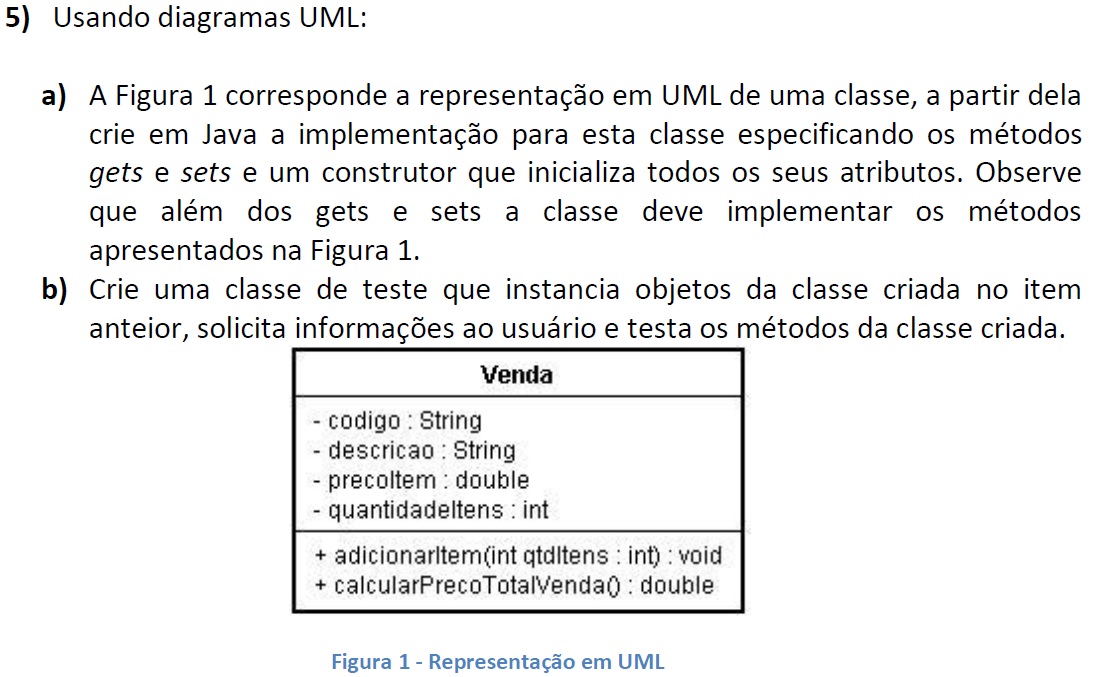 5) Usando diagramas UML:
a) A Figura 1 corresponde a representação em UML de uma classe, a partir dela
crie em Java a implementação para esta classe especificando os métodos
gets e sets e um construtor que inicializa todos os seus atributos. Observe
que além dos gets e sets a classe deve implementar os métodos
apresentados na Figura 1.
b) Crie uma classe de teste que instancia objetos da classe criada no item
anteior, solicita informações ao usuário e testa os métodos da classe criada.
Venda
- codigo : String
- descricao : String
- precoItem : double
- quantidadeItens : int
+ adicionarItem(int qtdItens : int) : void
+ calcularPrecoTotalVenda() : double
Figura 1 - Representação em UML